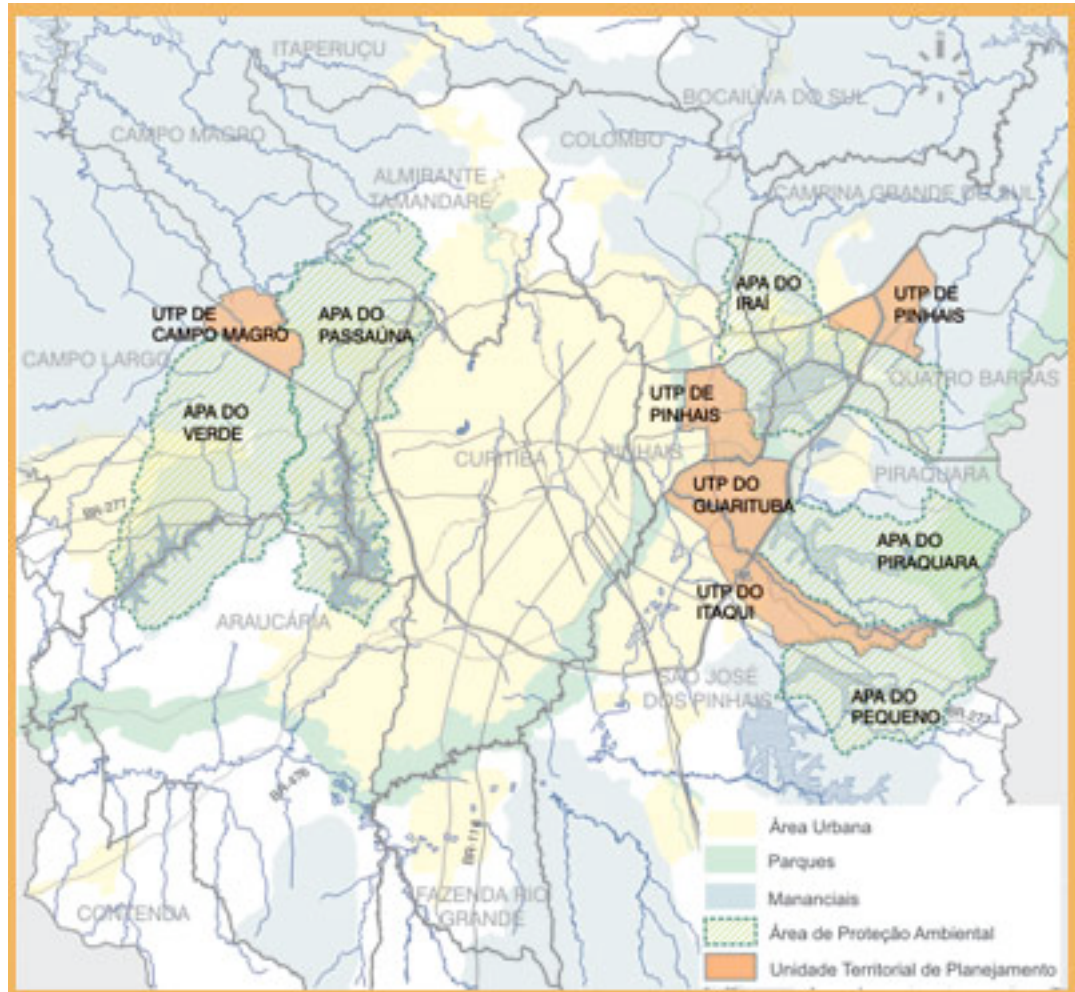 ITAPERUÇU
BOCAIÚVA DO SUL
CAMPO MAGRO
COLOMBO
ALMIRANTE
TAMANDARÉ
CAMPINA GRANDE DO SUL
APA DO
IRAÍ
UTP DE
PINHAIS
UTP DE
CAMPO MAGRO
APA DO
PASSAÚNA
CAMPO LARGO
QUATRO BARRAS
UTP DE
PINHAIS
APA DO
VERDE
CURITIBA
PINHAIS
PIRAQUARA
UTP DO
GUARITUBA
BR-277
APA DO
PIRAQUARA
UTP DO
ITAQUI
ARAUCÁRIA
SÃO JOSÉ
DOS PINHAIS
APA DO
PEQUENO
BR-277
BR-476
BR-116
CONTENDA
FAZENDA RIO
GRANDE
Área Urbana
Parques
Mananciais
Área de Proteção Ambiental
Unidade Territorial de Planejamento